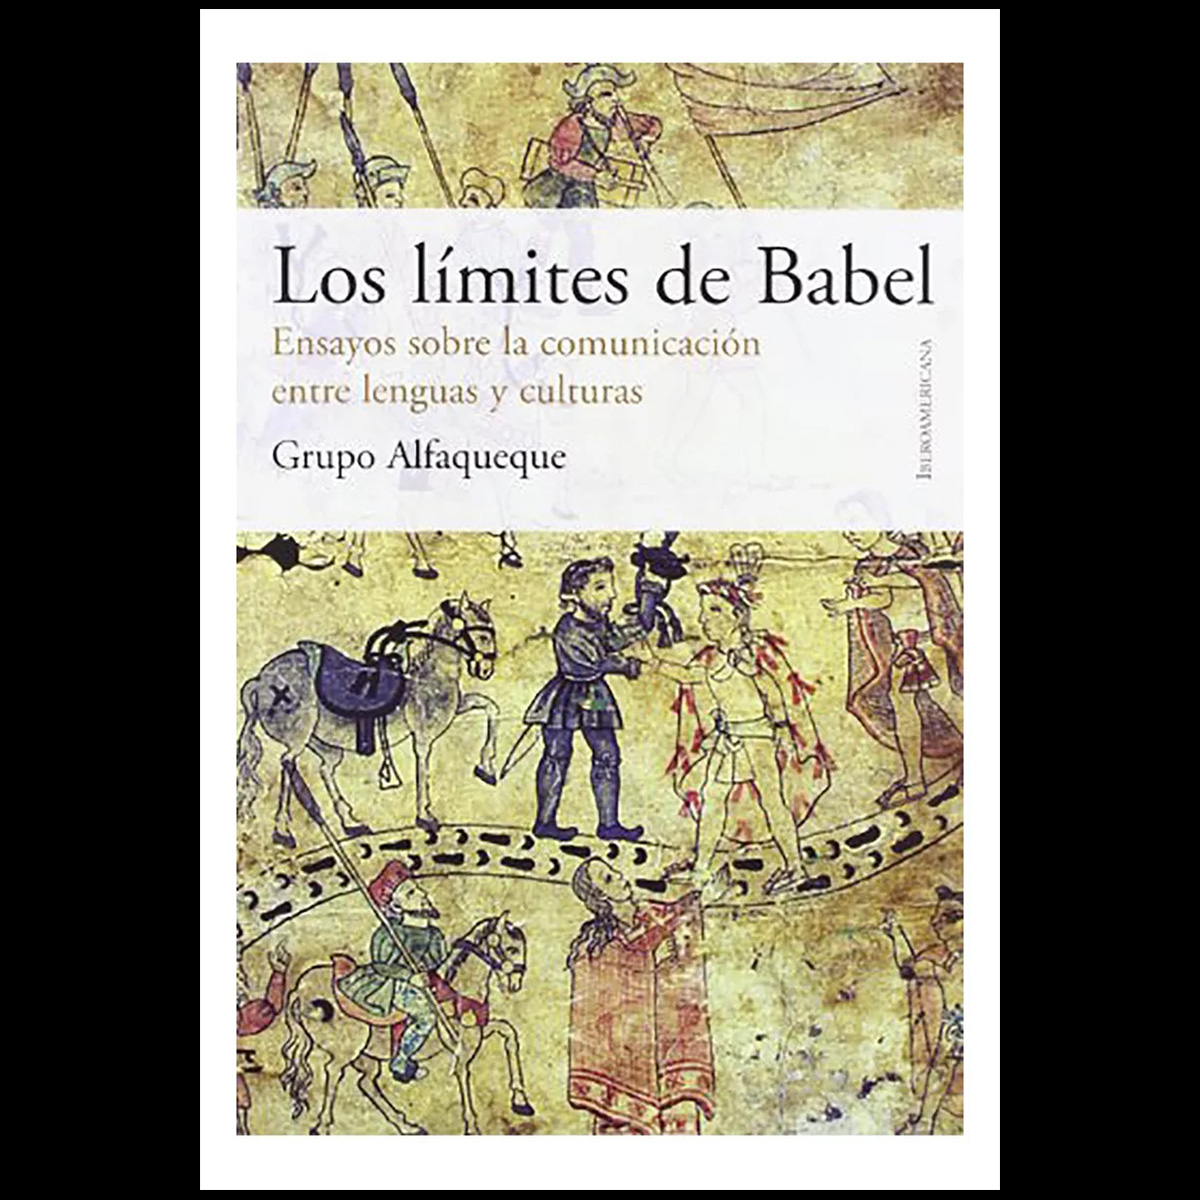 Los límites de Babel
Ensayos sobre la comunicación
entre lenguas y culturas
Grupo Alfaqueque
IBEROAMERICANA